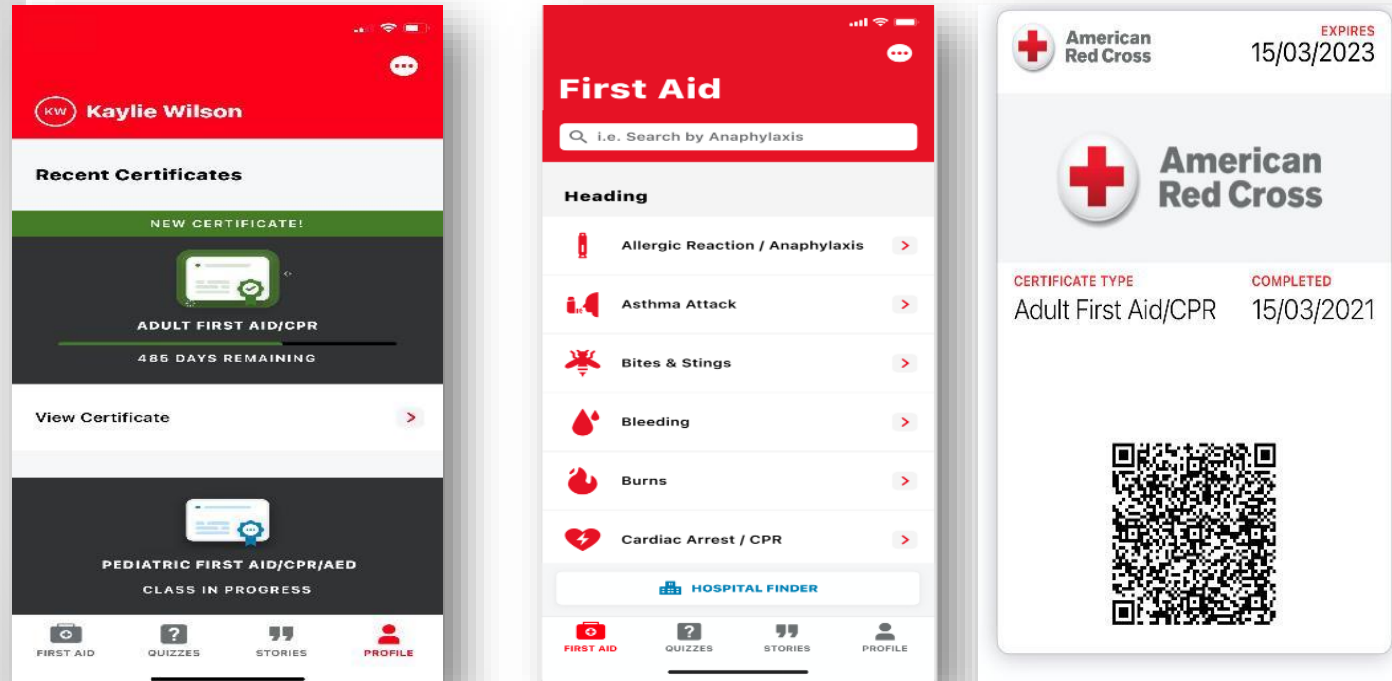 KW Kaylie Wilson
Recent Certificates
NEW CERTIFICATE!
ADULT FIRST AID/CPR
485 DAYS REMAINING
View Certificate
PEDIATRIC FIRST AID/CPR/AED
CLASS IN PROGRESS
FIRST AID QUIZZES STORIES PROFILE
First Aid
i.e. Search by Anaphylaxis
Heading
Allergic Reaction / Anaphylaxis
Asthma Attack
Bites & Stings
Bleeding
Burns
Cardiac Arrest / CPR
HOSPITAL FINDER
FIRST AID QUIZZES STORIES PROFILE
American
Red Cross
EXPIRES
15/03/2023
American
Red Cross
CERTIFICATE TYPE COMPLETED
Adult First Aid/CPR 15/03/2021